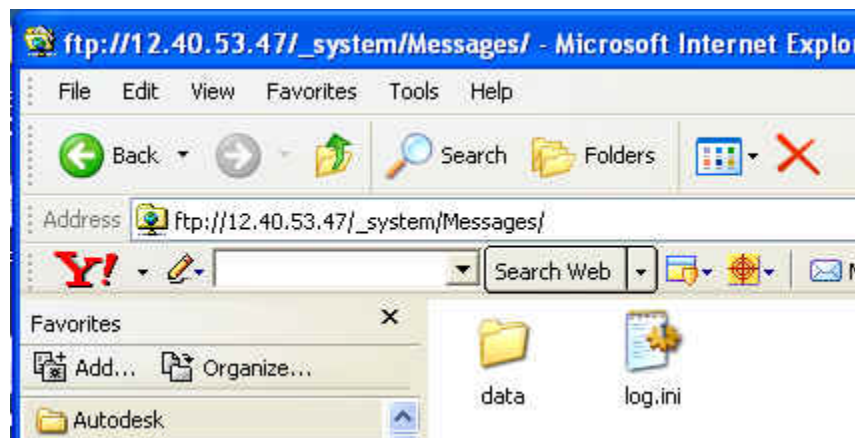 ftp://12.40.53.47/_system/Messages/ - Microsoft Internet Explo
File Edit View Favorites Tools Help
Back Search Folders
Address ftp://12.40.53.47/_system/Messages/
Y! Search Web M
Favorites
Add... Organize...
data log.ini
Autodesk